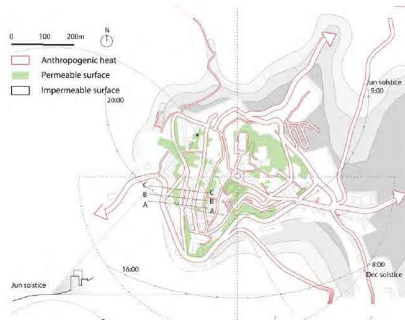 N
0 100 200m
Anthropogenic heat
Permeable surface
Impermeable surface
20:00
Jun solstice
5:00
C
B
A
C
B
A
16:00
8:00
Dec solstice
Jun solstice